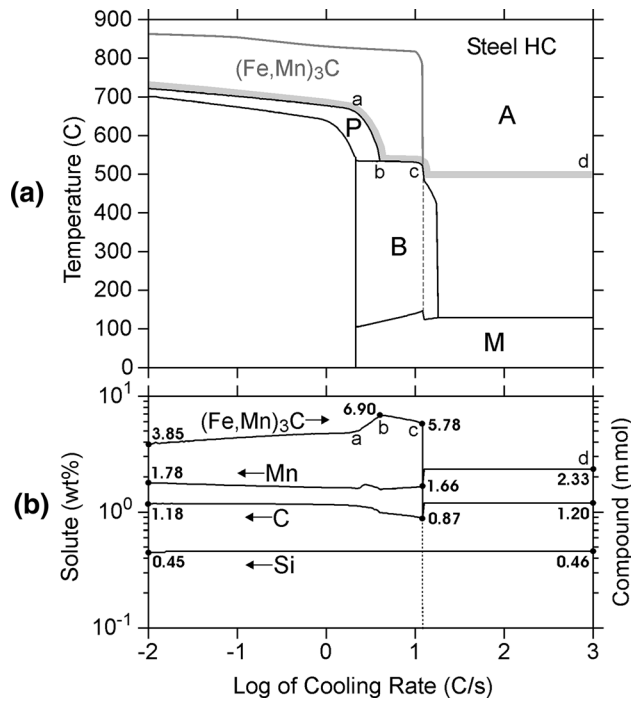 (a)
Temperature (C)
900
800
700
600
500
400
300
200
100
0
Steel HC
(Fe,Mn)3C
A
a
P
d
b
c
B
M
(b)
Solute (wt%)
Compound (mmol)
10^1
10^0
10^-1
(Fe,Mn)3C →
6.90
3.85
a
b
c
5.78
d
1.78
← Mn
1.66
2.33
1.18
← C
0.87
1.20
0.45
← Si
0.46
-2
-1
0
1
2
3
Log of Cooling Rate (C/s)